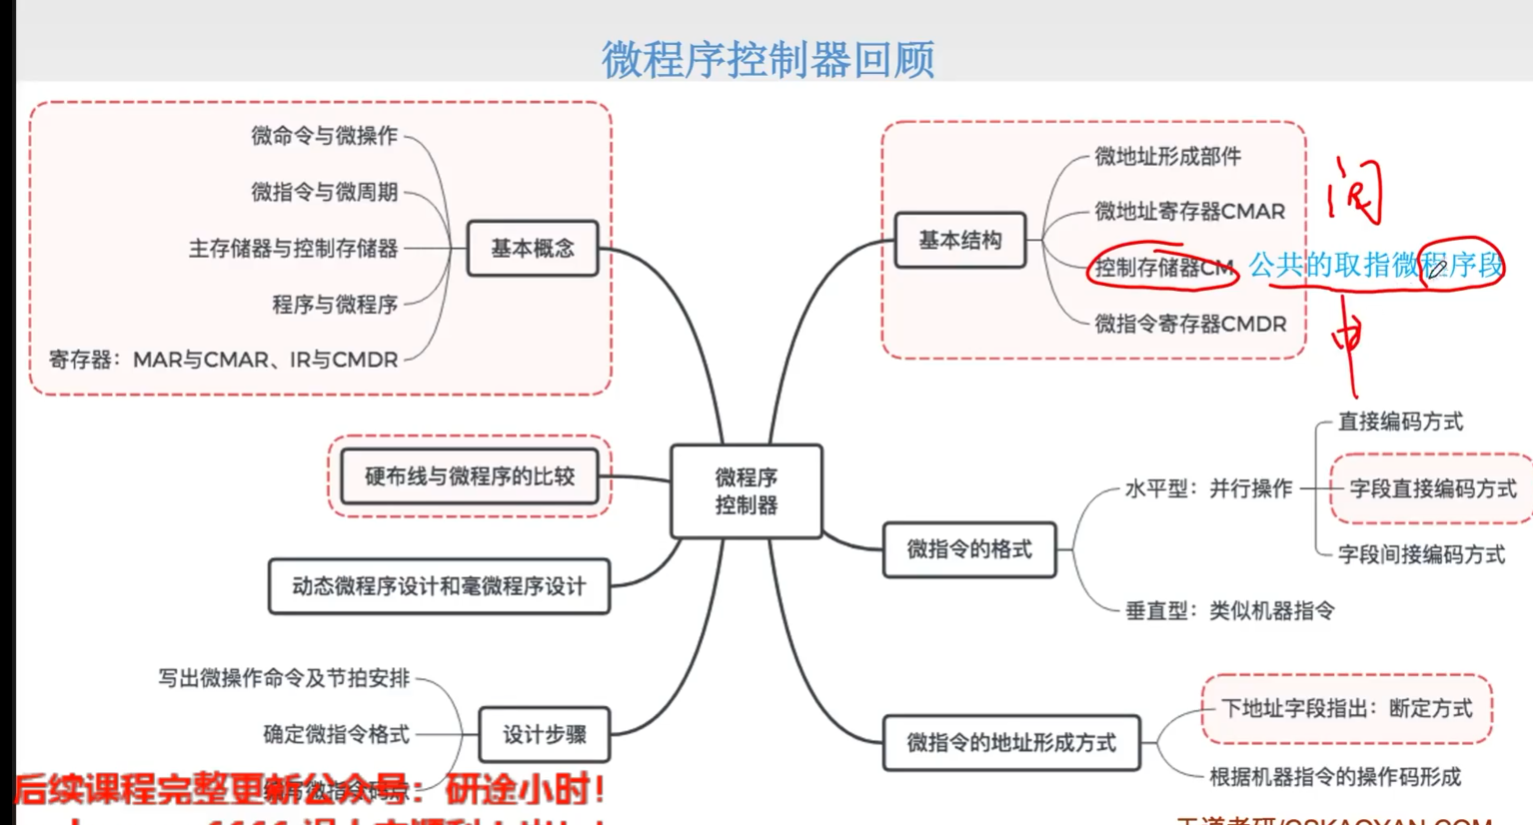 微程序控制器回顾
微命令与微操作
微指令与微周期
主存储器与控制存储器
程序与微程序
寄存器：MAR与CMAR、IR与CMDR
基本概念
硬布线与微程序的比较
动态微程序设计和毫微程序设计
写出微操作命令及节拍安排
确定微指令格式
设计步骤
微程序
控制器
基本结构
微地址形成部件
微地址寄存器CMAR
控制存储器CM 公共的取指微程序段
微指令寄存器CMDR
间
中
微指令的格式
水平型：并行操作
直接编码方式
字段直接编码方式
字段间接编码方式
垂直型：类似机器指令
微指令的地址形成方式
下地址字段指出：断定方式
根据机器指令的操作码形成
后续课程完整更新公众号：研途小时！